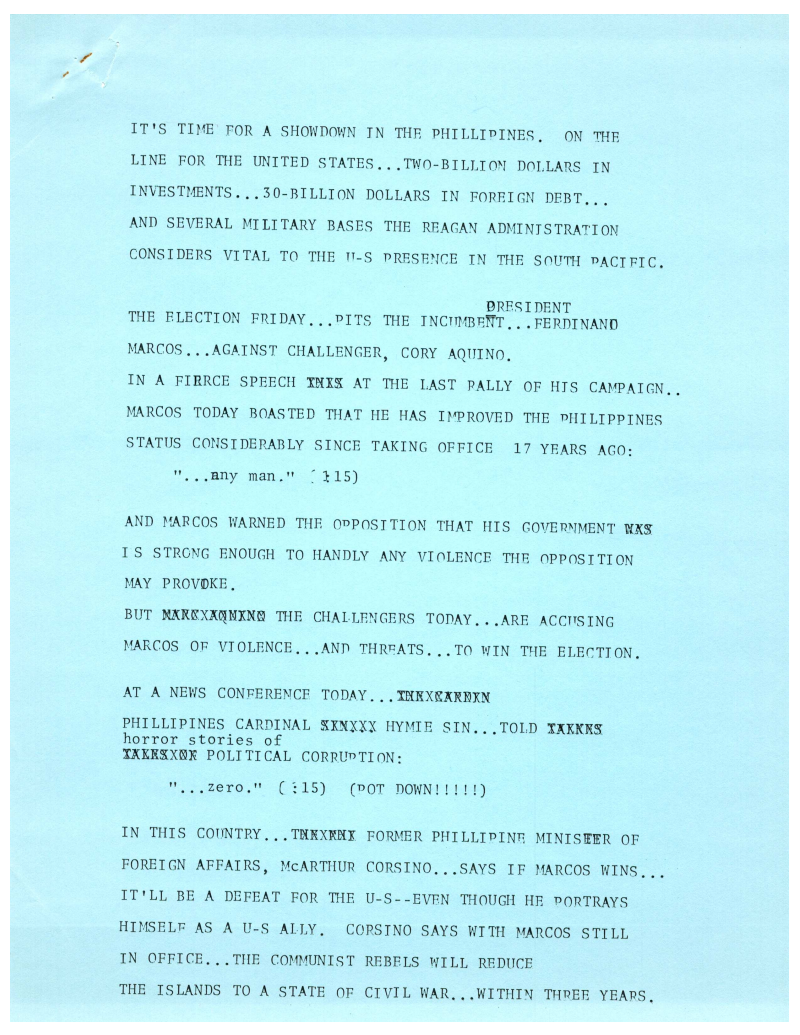 IT'S TIME FOR A SHOWDOWN IN THE PHILLIPINES. ON THE
LINE FOR THE UNITED STATES...TWO-BILLION DOLLARS IN
INVESTMENTS...30-BILLION DOLLARS IN FOREIGN DEBT...
AND SEVERAL MILITARY BASES THE REAGAN ADMINISTRATION
CONSIDERS VITAL TO THE U-S PRESENCE IN THE SOUTH PACIFIC.
PRESIDENT
THE ELECTION FRIDAY...PITS THE INCUMBENT...FERDINAND
MARCOS...AGAINST CHALLENGER, CORY AQUINO.
IN A FIERCE SPEECH AT THE LAST RALLY OF HIS CAMPAIGN..
MARCOS TODAY BOASTED THAT HE HAS IMPROVED THE PHILIPPINES
STATUS CONSIDERABLY SINCE TAKING OFFICE 17 YEARS AGO:
"...any man." (:15)
AND MARCOS WARNED THE OPPOSITION THAT HIS GOVERNMENT WAS
IS STRONG ENOUGH TO HANDLY ANY VIOLENCE THE OPPOSITION
MAY PROVOKE.
BUT THE CHALLENGERS TODAY...ARE ACCUSING
MARCOS OF VIOLENCE...AND THREATS...TO WIN THE ELECTION.
AT A NEWS CONFERENCE TODAY...
PHILLIPINES CARDINAL HYMIE SIN...TOLD
horror stories of
POLITICAL CORRUPTION:
"...zero." (:15) (POT DOWN!!!!!)
IN THIS COUNTRY... FORMER PHILLIPINE MINISTER OF
FOREIGN AFFAIRS, McARTHUR CORSINO...SAYS IF MARCOS WINS...
IT'LL BE A DEFEAT FOR THE U-S--EVEN THOUGH HE PORTRAYS
HIMSELF AS A U-S ALLY. CORSINO SAYS WITH MARCOS STILL
IN OFFICE...THE COMMUNIST REBELS WILL REDUCE
THE ISLANDS TO A STATE OF CIVIL WAR...WITHIN THREE YEARS.